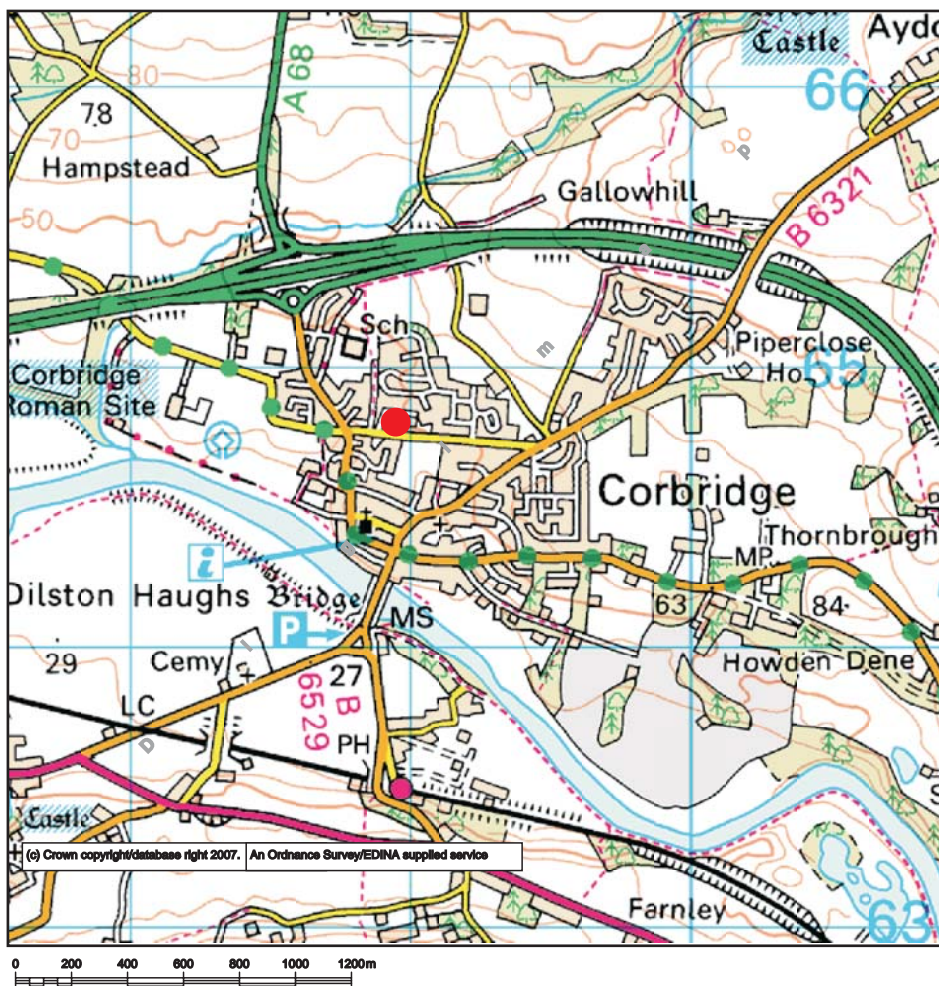 Castle
Aydo
66
A 68
80
78
70
Hampstead
50
Gallowhill
B 6321
Sch
Piperclose
Ho
65
Corbridge
Roman Site
Corbridge
i
Thornbrough
MP
Dilston Haughs
Bridge
MS
63
84
P
29
Cemy
27
Howden Dene
B
6529
LC
PH
S
Castle
(c) Crown copyright/database right 2007. An Ordnance Survey/EDINA supplied service
Farnley
63
0 200 400 600 800 1000 1200m